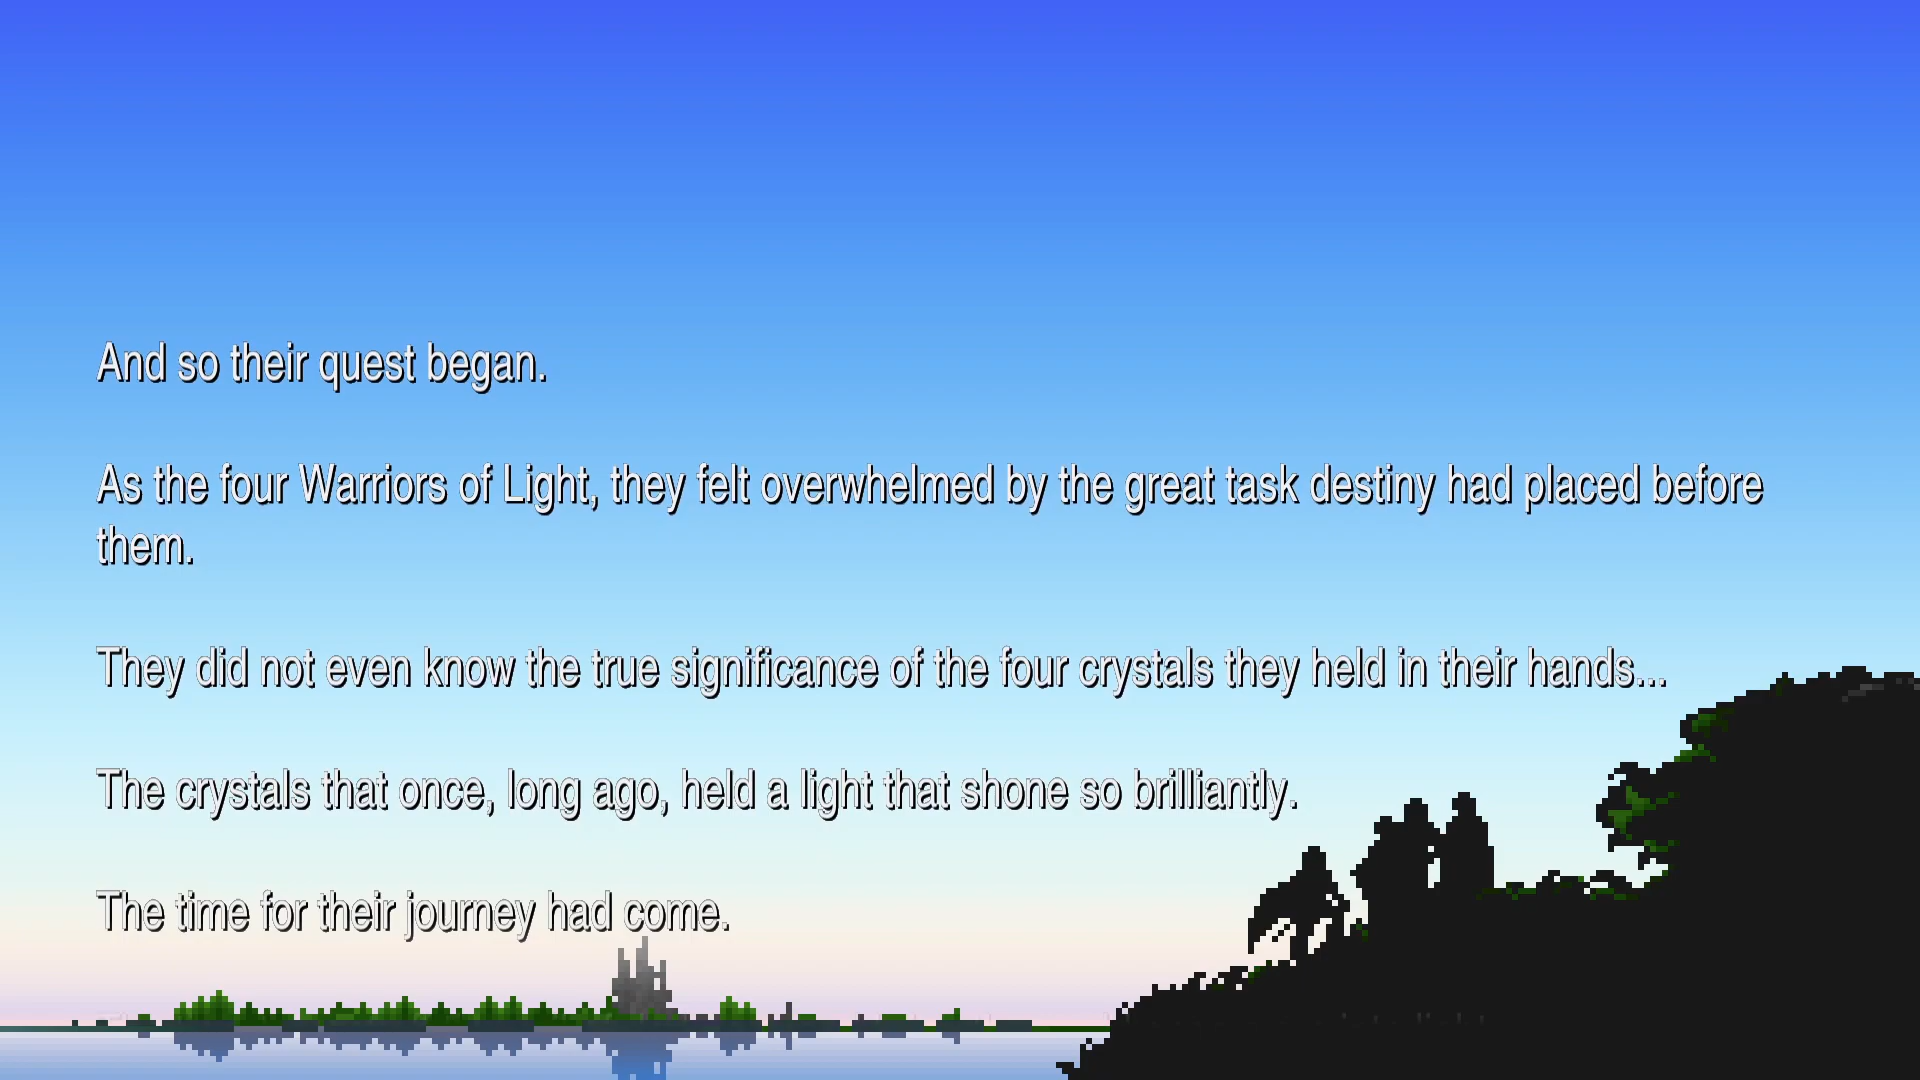 And so their quest began.
As the four Warriors of Light, they felt overwhelmed by the great task destiny had placed before
them.
They did not even know the true significance of the four crystals they held in their hands...
The crystals that once, long ago, held a light that shone so brilliantly.
The time for their journey had come.